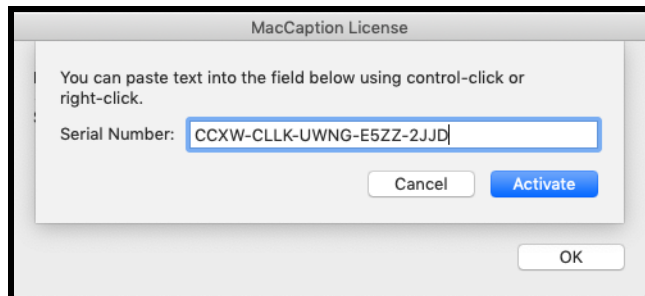 MacCaption License
You can paste text into the field below using control-click or
right-click.
Serial Number: CCXW-CLLK-UWNG-E5ZZ-2JJD
Cancel Activate
OK